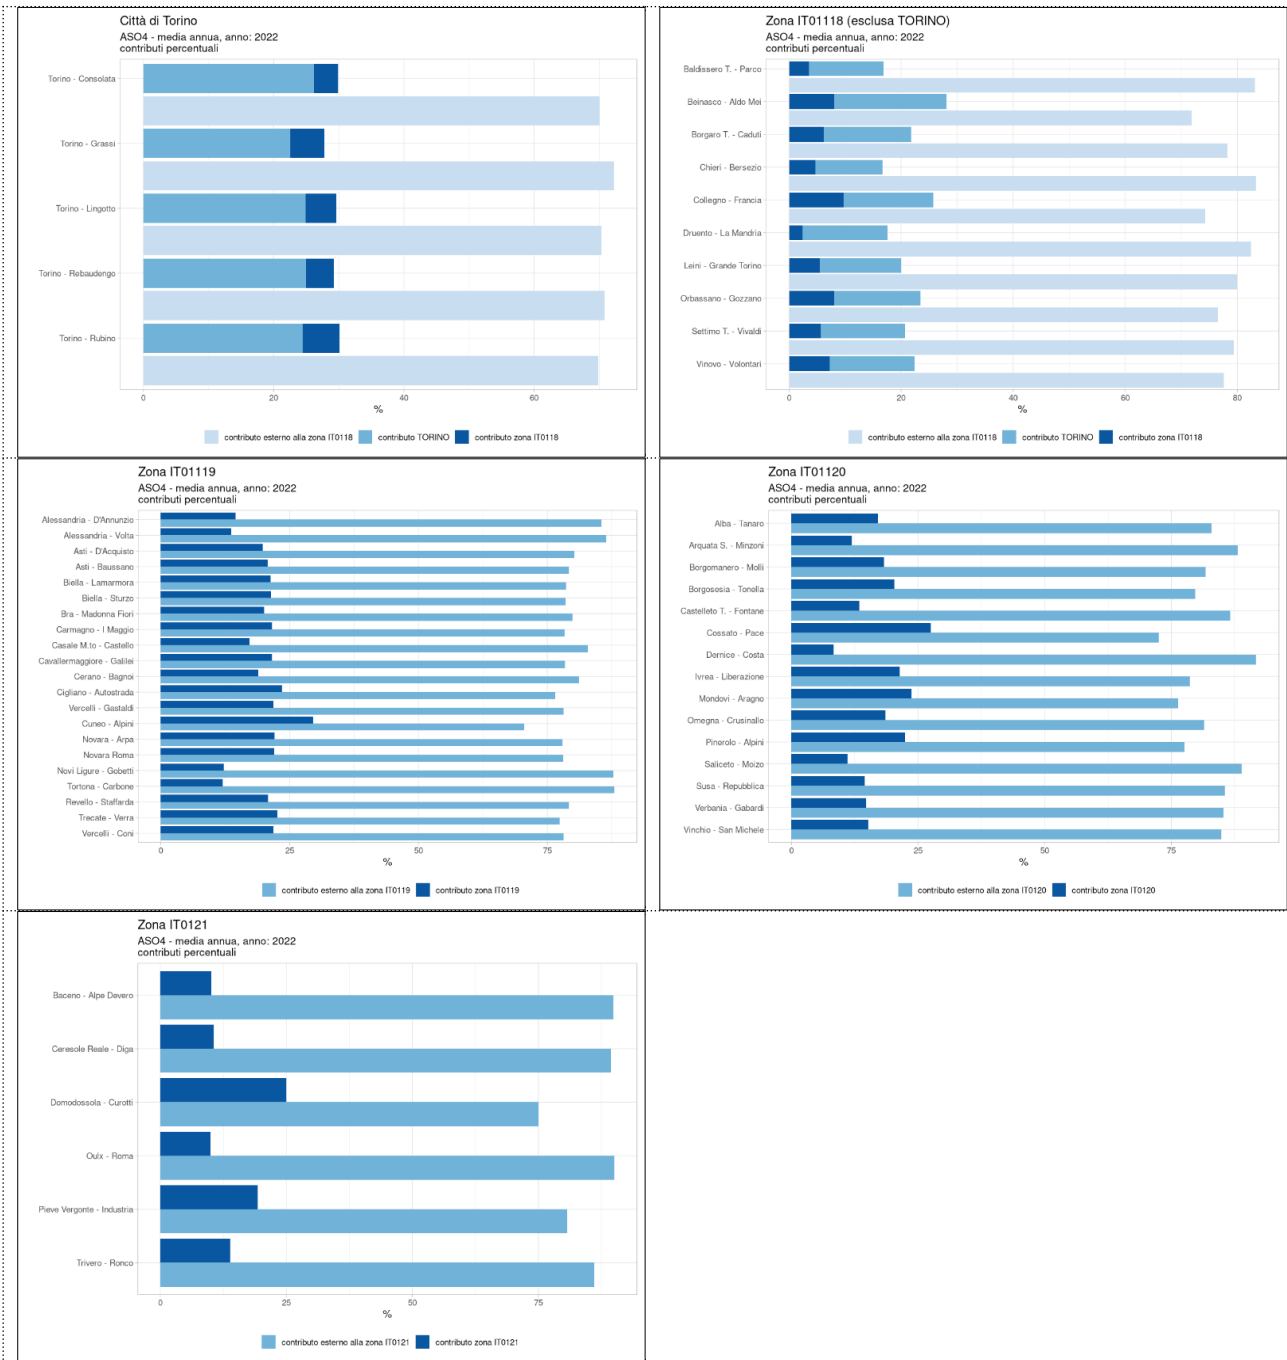 Città di Torino
ASO4 - media annua, anno: 2022
contributi percentuali
Torino - Consolata
Torino - Grassi
Torino - Lingotto
Torino - Rebaudengo
Torino - Rubino
0 20 40 60
%
contributo esterno alla zona IT0118 contributo TORINO contributo zona IT0118
Zona IT01118 (esclusa TORINO)
ASO4 - media annua, anno: 2022
contributi percentuali
Baldissero T. - Parco
Beinasco - Aldo Mei
Borgaro T. - Caduti
Chieri - Bersezio
Collegno - Francia
Druento - La Mandria
Leini - Grande Torino
Orbassano - Gozzano
Settimo T. - Vivaldi
Vinovo - Volontari
0 20 40 60 80
%
contributo esterno alla zona IT0118 contributo TORINO contributo zona IT0118
Zona IT01119
ASO4 - media annua, anno: 2022
contributi percentuali
Alessandria - D'Annunzio
Alessandria - Volta
Asti - D'Acquisto
Asti - Baussano
Biella - Lamarmora
Biella - Sturzo
Bra - Madonna Fiori
Carmagno - I Maggio
Casale M.to - Castello
Cavallermaggiore - Galilei
Cerano - Bagnoi
Cigliano - Autostrada
Vercelli - Gastaldi
Cuneo - Alpini
Novara - Arpa
Novara Roma
Novi Ligure - Gobetti
Tortona - Carbone
Revello - Staffarda
Trecate - Verra
Vercelli - Coni
0 25 50 75
%
contributo esterno alla zona IT0119 contributo zona IT0119
Zona IT01120
ASO4 - media annua, anno: 2022
contributi percentuali
Alba - Tanaro
Arquata S. - Minzoni
Borgomanero - Molli
Borgosesia - Tonella
Castelleto T. - Fontane
Cossato - Pace
Dernice - Costa
Ivrea - Liberazione
Mondovi - Aragno
Omegna - Crusinallo
Pinerolo - Alpini
Saliceto - Moizo
Susa - Repubblica
Verbania - Gabardi
Vinchio - San Michele
0 25 50 75
%
contributo esterno alla zona IT0120 contributo zona IT0120
Zona IT0121
ASO4 - media annua, anno: 2022
contributi percentuali
Baceno - Alpe Devero
Ceresole Reale - Diga
Domodossola - Curotti
Oulx - Roma
Pieve Vergonte - Industria
Trivero - Ronco
0 25 50 75
%
contributo esterno alla zona IT0121 contributo zona IT0121